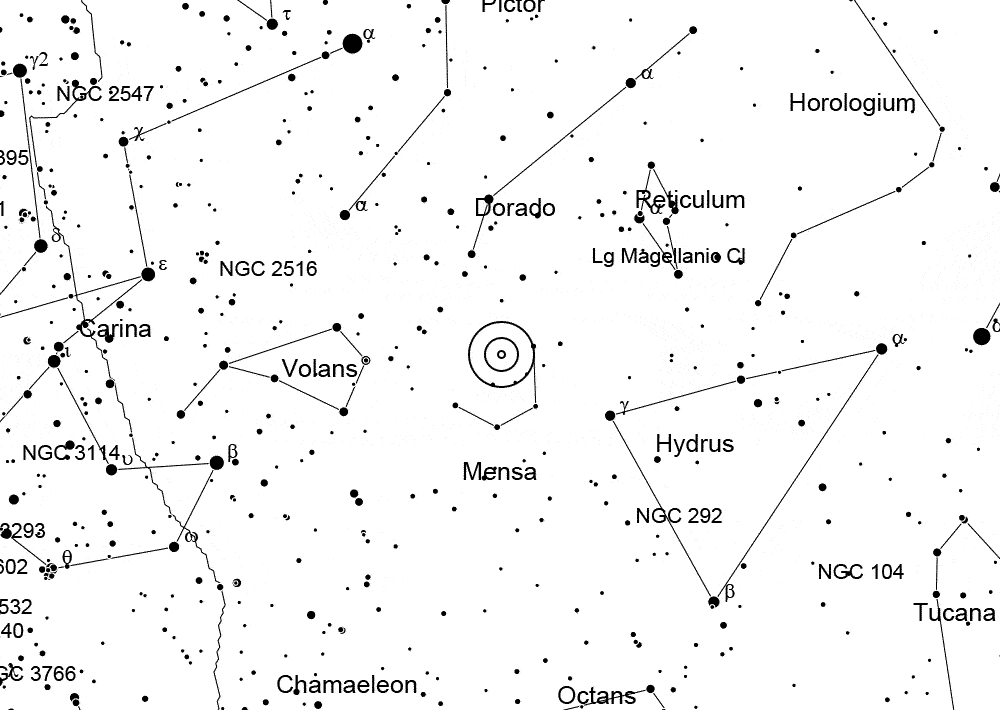 Pictor
τ
α
γ2
α
NGC 2547
Horologium
χ
395
Reticulum
α
Dorado
α
1
δ
Lg Magellanic Cl
ε
NGC 2516
Carina
α
ι
Volans
γ
Hydrus
NGC 3114
υ
β
Mensa
NGC 292
3293
ω
θ
602
NGC 104
β
532
Tucana
40
GC 3766
Chamaeleon
Octans